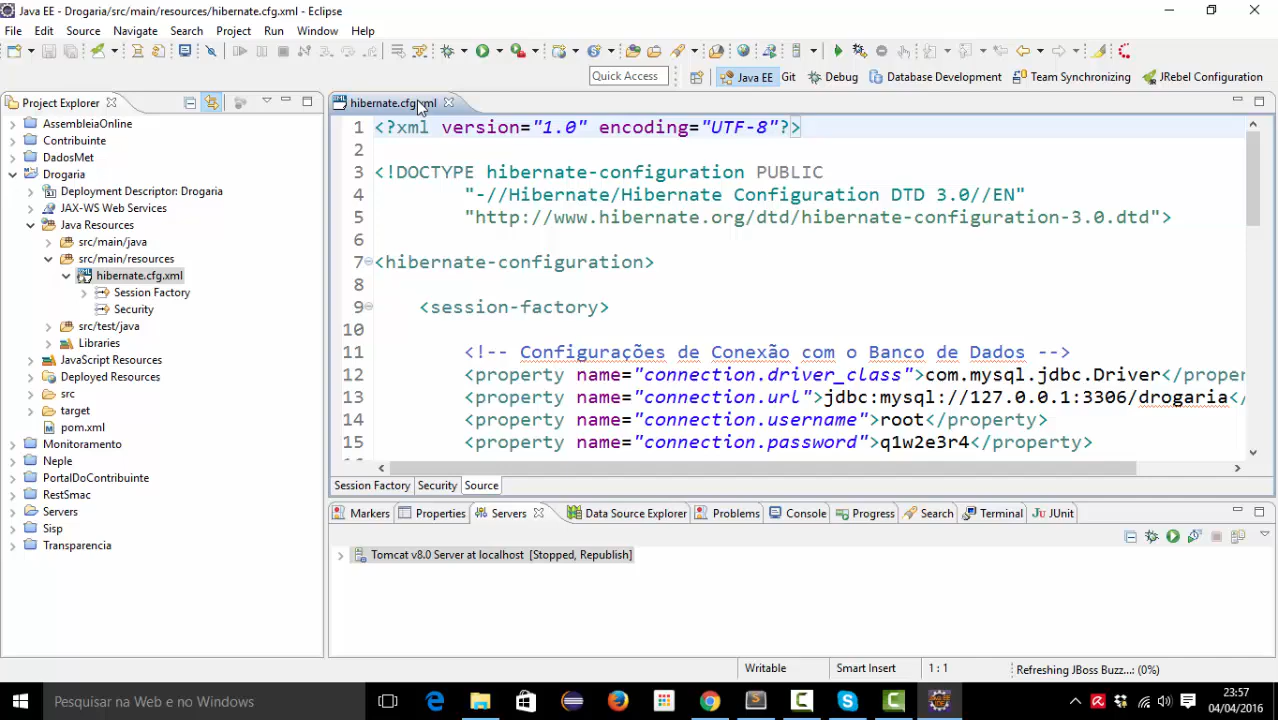 Java EE - Drogaria/src/main/resources/hibernate.cfg.xml - Eclipse
File Edit Source Navigate Search Project Run Window Help
Quick Access
Java EE Git Debug Database Development Team Synchronizing JRebel Configuration
Project Explorer
AssembleiaOnline
Contribuinte
DadosMet
Drogaria
Deployment Descriptor: Drogaria
JAX-WS Web Services
Java Resources
src/main/java
src/main/resources
hibernate.cfg.xml
Session Factory
Security
src/test/java
Libraries
JavaScript Resources
Deployed Resources
src
target
pom.xml
Monitoramento
Neple
PortalDoContribuinte
RestSmac
Servers
Sisp
Transparencia
hibernate.cfg.xml
1 <?xml version="1.0" encoding="UTF-8"?>
2
3 <!DOCTYPE hibernate-configuration PUBLIC
4 "-//Hibernate/Hibernate Configuration DTD 3.0//EN"
5 "http://www.hibernate.org/dtd/hibernate-configuration-3.0.dtd">
6
7 <hibernate-configuration>
8
9 <session-factory>
10
11 <!-- Configurações de Conexão com o Banco de Dados -->
12 <property name="connection.driver_class">com.mysql.jdbc.Driver</proper
13 <property name="connection.url">jdbc:mysql://127.0.0.1:3306/drogaria</
14 <property name="connection.username">root</property>
15 <property name="connection.password">q1w2e3r4</property>
Session Factory Security Source
Markers Properties Servers Data Source Explorer Problems Console Progress Search Terminal JUnit
Tomcat v8.0 Server at localhost [Stopped, Republish]
Writable Smart Insert 1 : 1 Refreshing JBoss Buzz...: (0%)
Pesquisar na Web e no Windows
23:57
04/04/2016